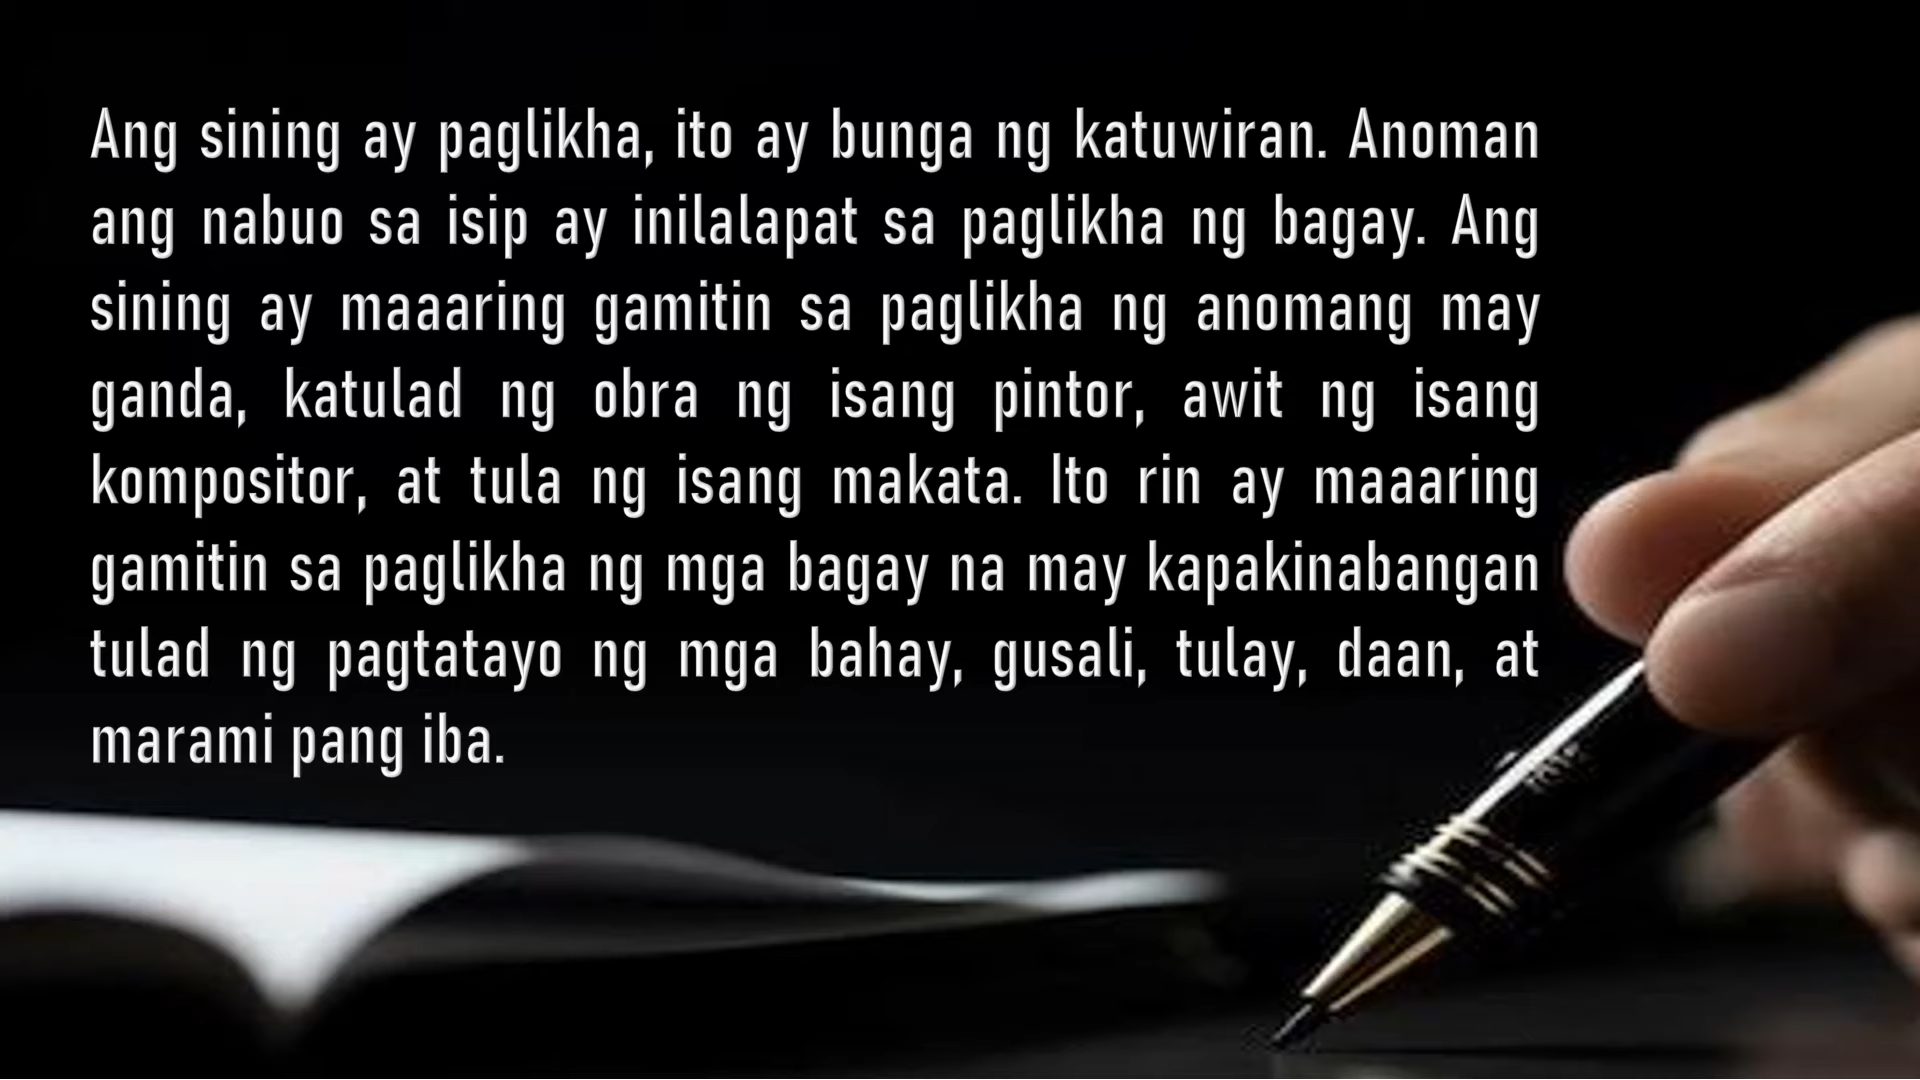 Ang sining ay paglikha, ito ay bunga ng katuwiran. Anoman
ang nabuo sa isip ay inilalapat sa paglikha ng bagay. Ang
sining ay maaaring gamitin sa paglikha ng anomang may
ganda, katulad ng obra ng isang pintor, awit ng isang
kompositor, at tula ng isang makata. Ito rin ay maaaring
gamitin sa paglikha ng mga bagay na may kapakinabangan
tulad ng pagtatayo ng mga bahay, gusali, tulay, daan, at
marami pang iba.